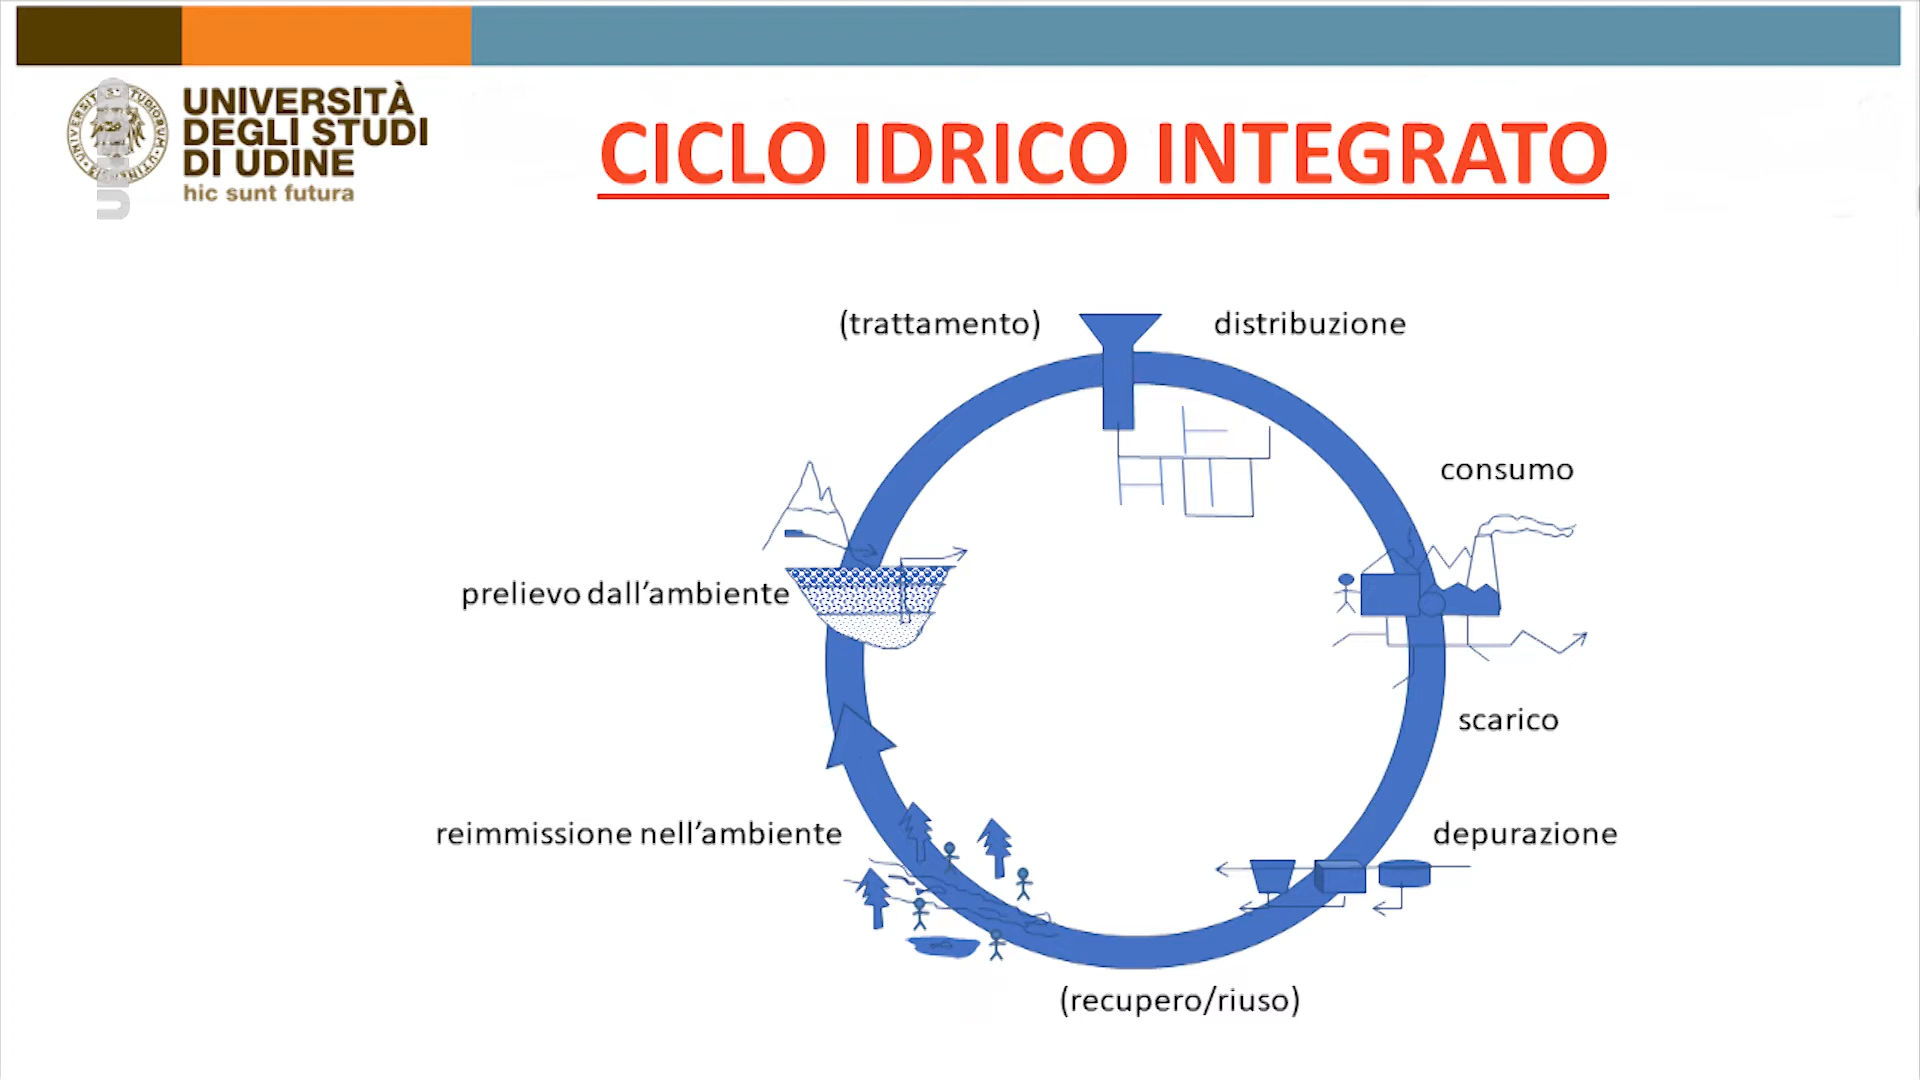 UNIVERSITÀ
DEGLI STUDI
DI UDINE
hic sunt futura
CICLO IDRICO INTEGRATO
(trattamento)
distribuzione
consumo
prelievo dall’ambiente
scarico
reimmissione nell’ambiente
depurazione
(recupero/riuso)